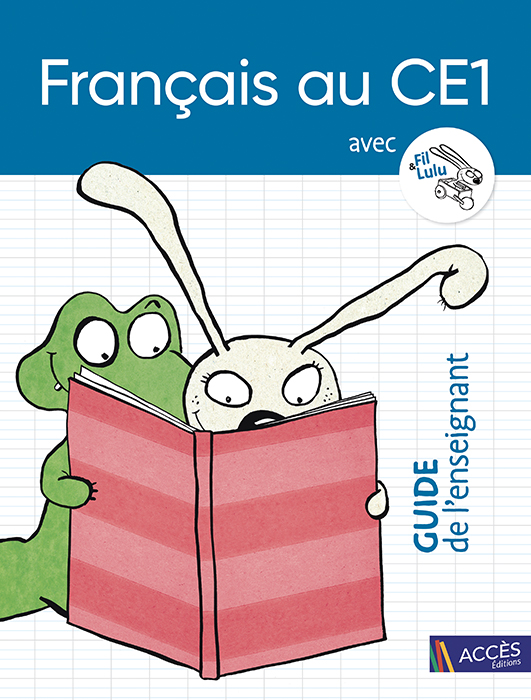 Français au CE1
avec
Fil
& Lulu
GUIDE
de l'enseignant
ACCÈS
Éditions